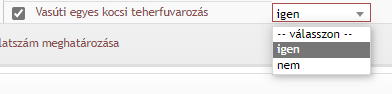 Vasúti egyes kocsi teherfuvarozás igen
-- válasszon --
igen
nem
latszám meghatározása